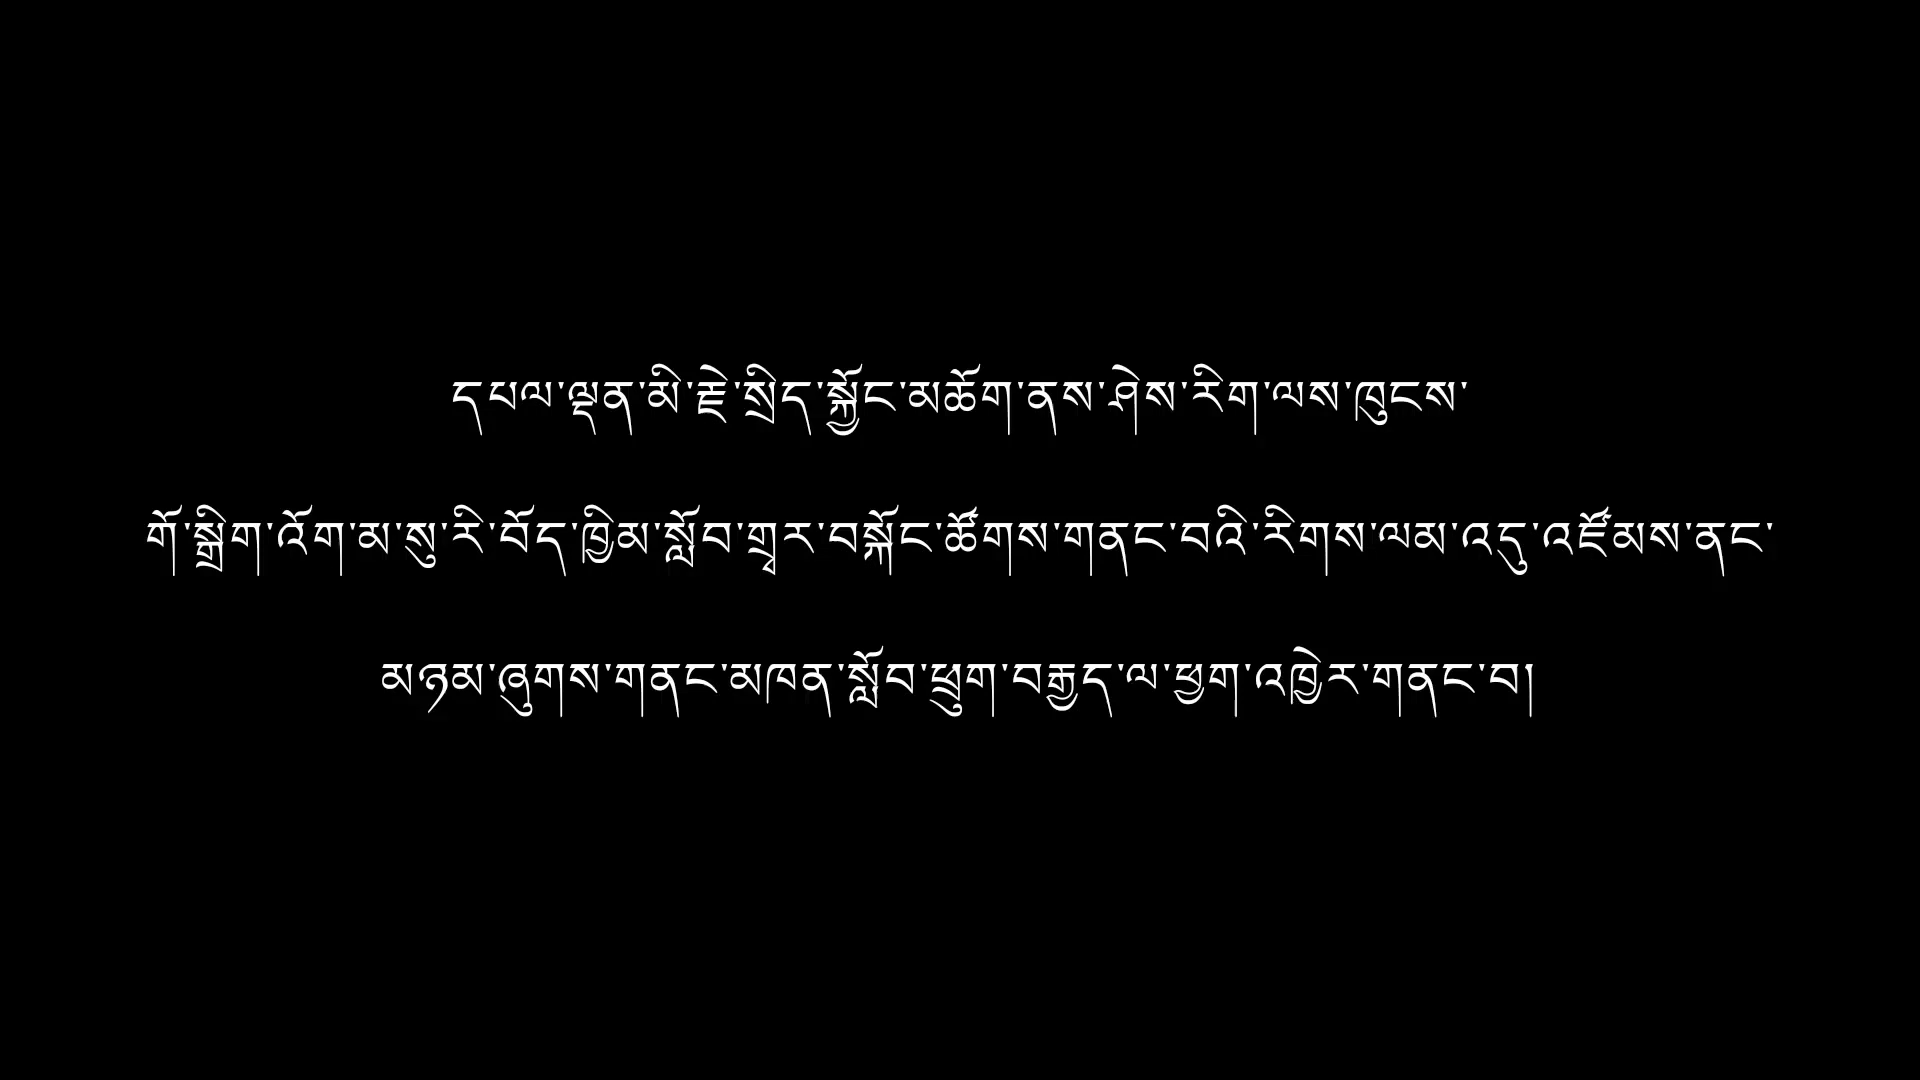 དཔལ་ལྡན་མི་རྗེ་སྲིད་སྐྱོང་མཆོག་ནས་ཤེས་རིག་ལས་ཁུངས་
གོ་སྒྲིག་འོག་མ་སུ་རི་བོད་ཁྱིམ་སློབ་གྲྭར་བསྐོང་ཚོགས་གནང་བའི་རིགས་ལམ་འདུ་འཛོམས་ནང་
མཉམ་ཞུགས་གནང་མཁན་སློབ་ཕྲུག་བརྒྱད་ལ་ཕྱག་འཁྱེར་གནང་བ།